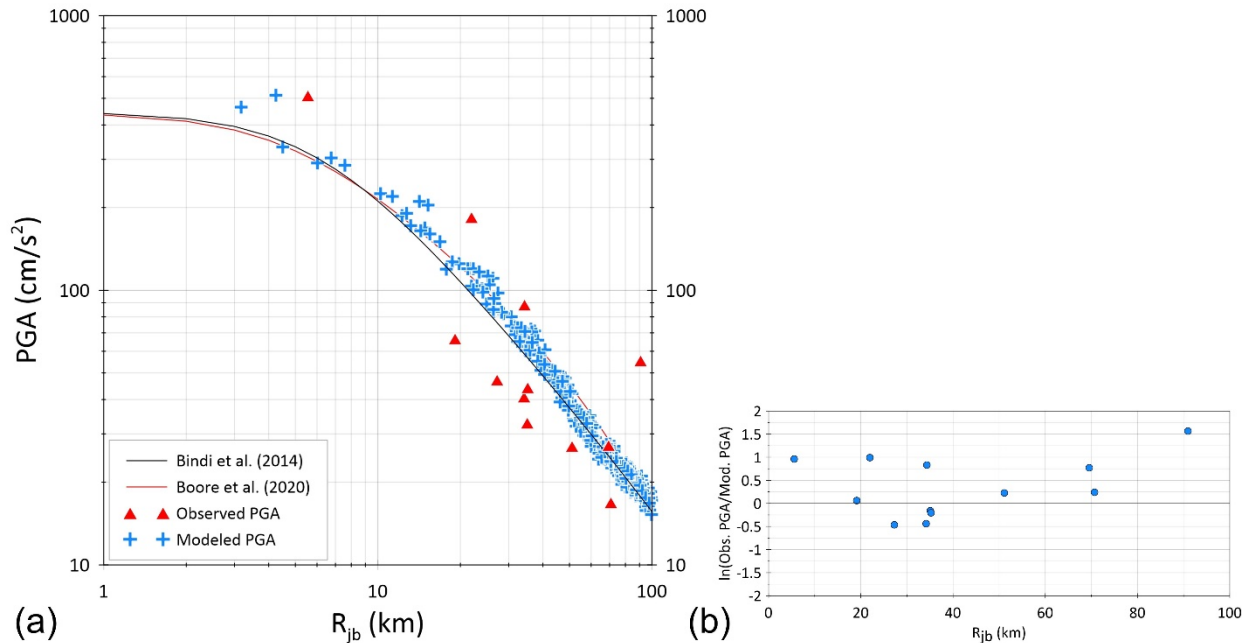 1000
1000
100
100
10
10
PGA (cm/s²)
Bindi et al. (2014)
Boore et al. (2020)
Observed PGA
Modeled PGA
1
10
100
R_jb (km)
(a)
2
1.5
1
0.5
0
-0.5
-1
-1.5
-2
ln(Obs. PGA/Mod. PGA)
0
20
40
60
80
100
R_jb (km)
(b)